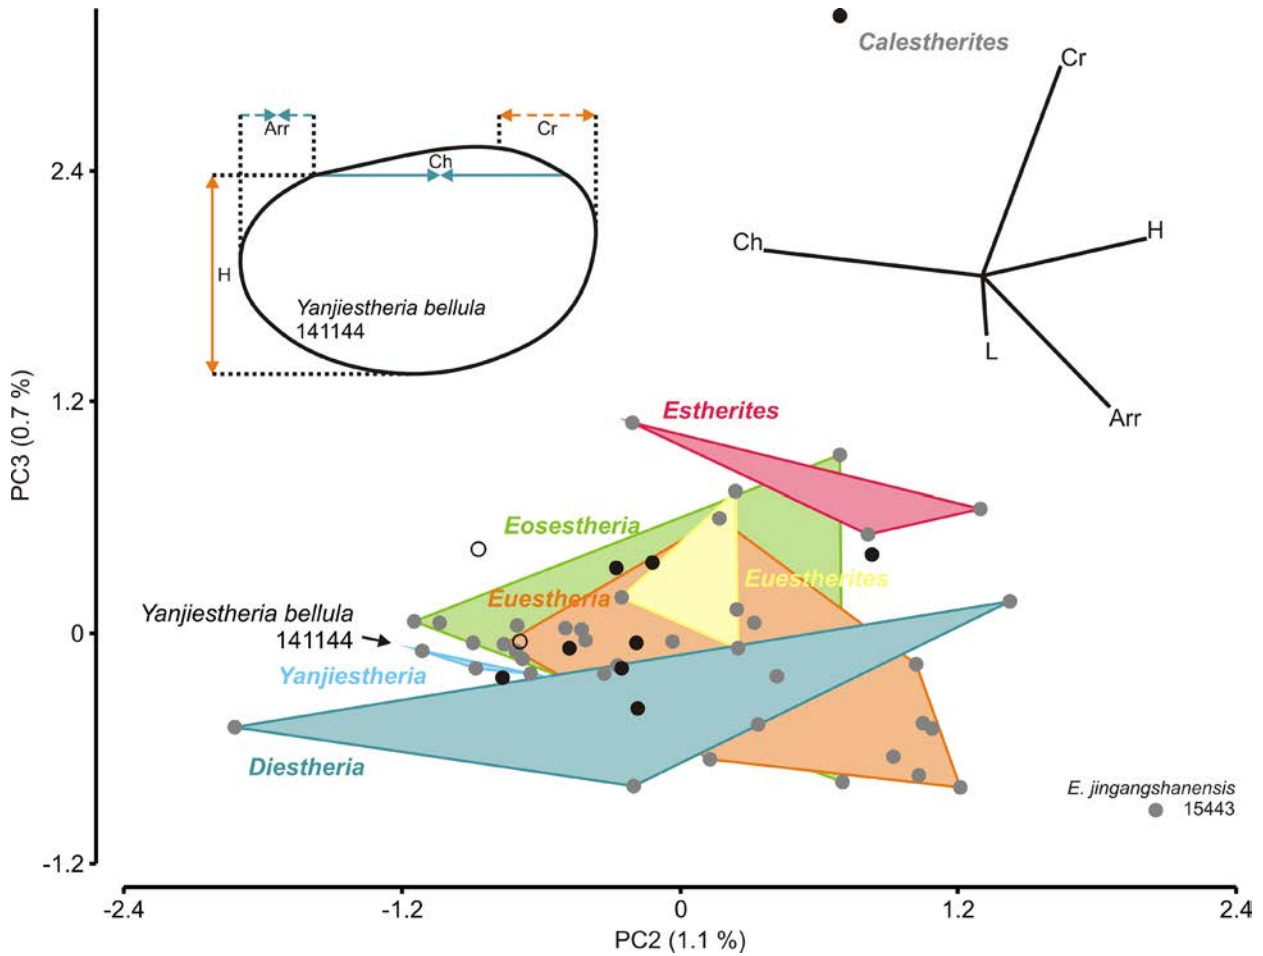 Calestherites
Cr
Arr
Cr
Ch
2.4
H
Ch
H
Yanjiestheria bellula
141144
L
1.2
Estherites
Arr
PC3 (0.7 %)
Eosestheria
Euestherites
Euestheria
Yanjiestheria bellula
141144
0
Yanjiestheria
Diestheria
E. jingangshanensis
15443
-1.2
-2.4
-1.2
0
1.2
2.4
PC2 (1.1 %)